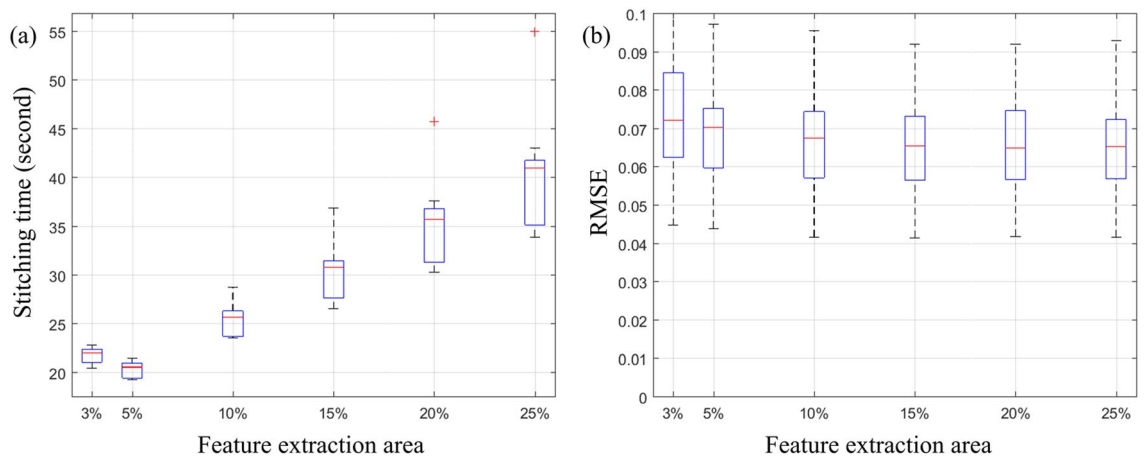 (a)
Stitching time (second)
55
50
45
40
35
30
25
20
3% 5% 10% 15% 20% 25%
Feature extraction area
(b)
RMSE
0.1
0.09
0.08
0.07
0.06
0.05
0.04
0.03
0.02
0.01
0
3% 5% 10% 15% 20% 25%
Feature extraction area